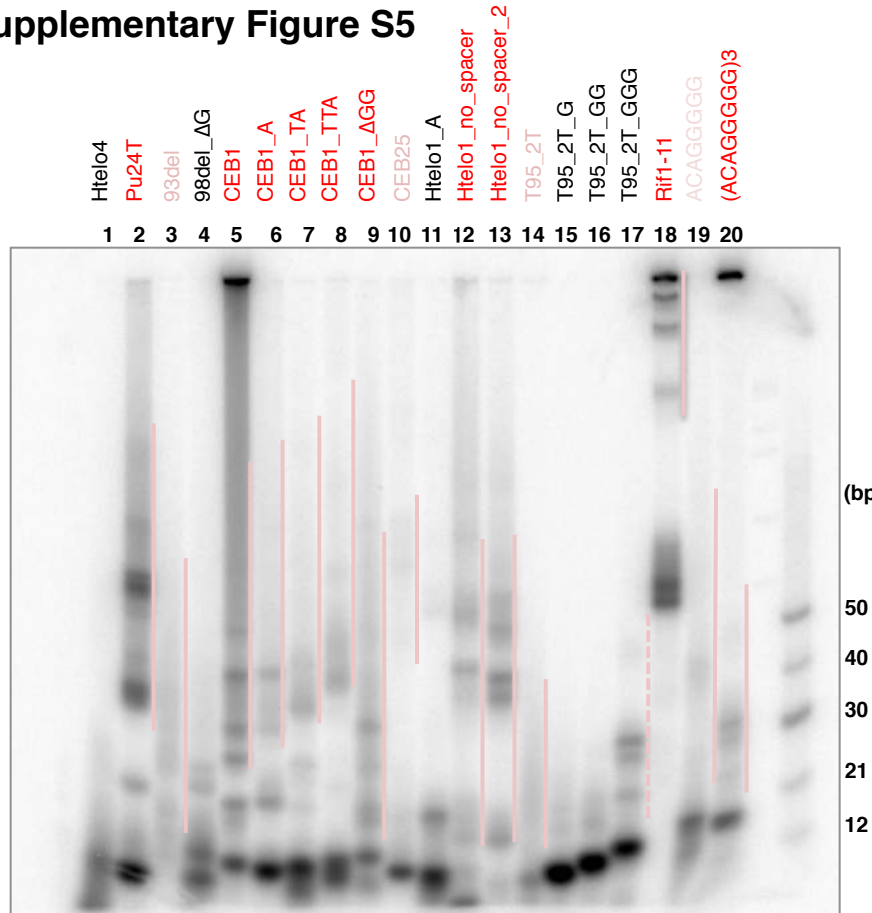 upplementary Figure S5
Htelo4
Pu24T
93del
98del_ΔG
CEB1
CEB1_A
CEB1_TA
CEB1_TTA
CEB1_ΔGG
CEB25
Htelo1_A
Htelo1_no_spacer
Htelo1_no_spacer_2
T95_2T
T95_2T_G
T95_2T_GG
T95_2T_GGG
Rif1-11
ACAGGGGG
(ACAGGGGG)3
1 2 3 4 5 6 7 8 9 10 11 12 13 14 15 16 17 18 19 20
(bp
50
40
30
21
12